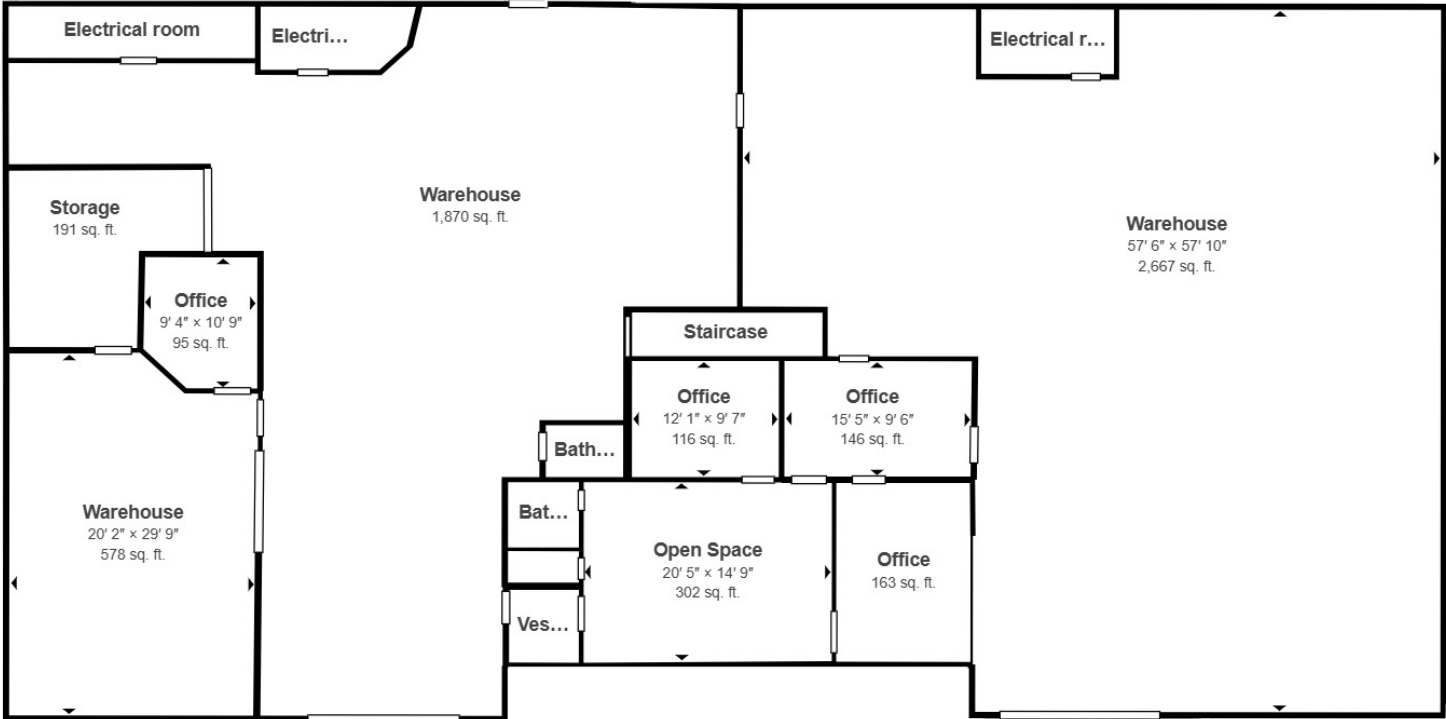 Electrical room
Electri...
Electrical r...
Storage
191 sq. ft.
Warehouse
1,870 sq. ft.
Warehouse
57' 6" × 57' 10"
2,667 sq. ft.
Office
9' 4" × 10' 9"
95 sq. ft.
Staircase
Office
12' 1" × 9' 7"
116 sq. ft.
Office
15' 5" × 9' 6"
146 sq. ft.
Bath...
Warehouse
20' 2" × 29' 9"
578 sq. ft.
Bat...
Open Space
20' 5" × 14' 9"
302 sq. ft.
Office
163 sq. ft.
Ves...